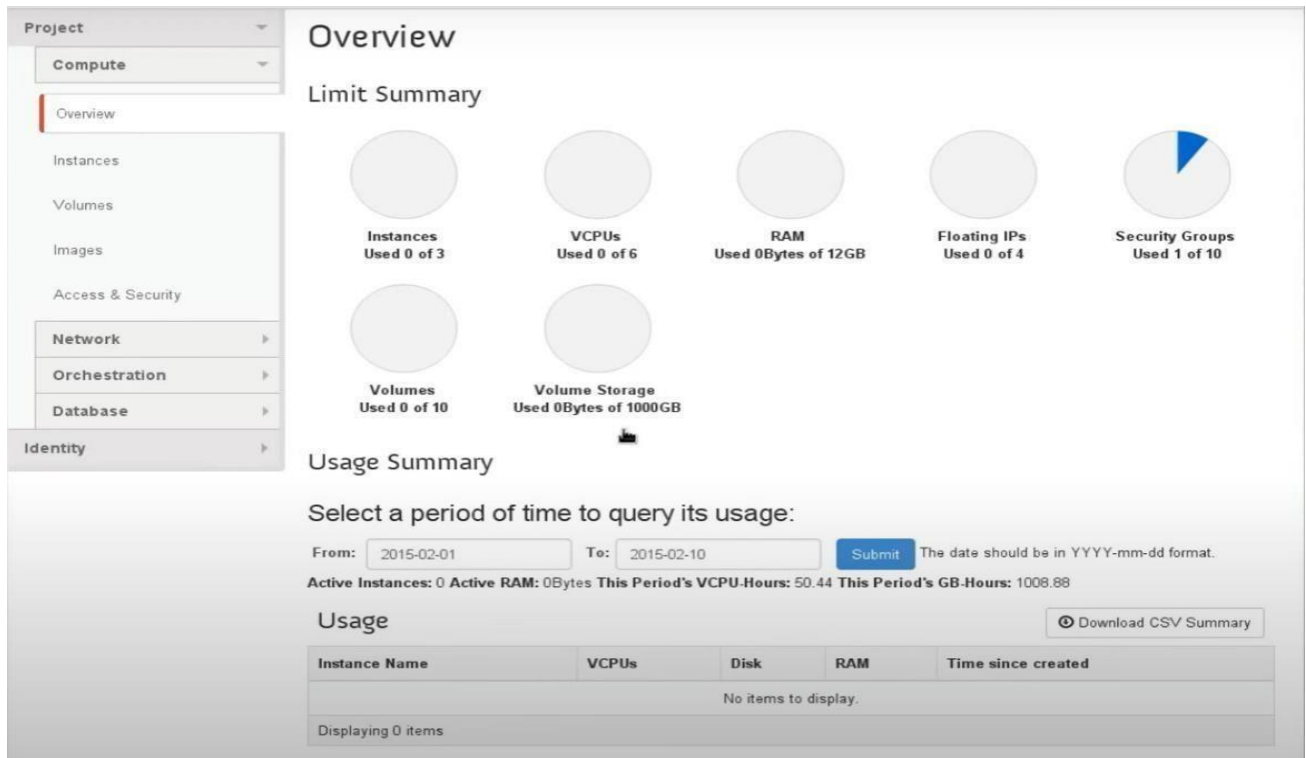 Project
Compute
Overview
Instances
Volumes
Images
Access & Security
Network
Orchestration
Database
Identity
Overview
Limit Summary
Instances
Used 0 of 3
VCPUs
Used 0 of 6
RAM
Used 0Bytes of 12GB
Floating IPs
Used 0 of 4
Security Groups
Used 1 of 10
Volumes
Used 0 of 10
Volume Storage
Used 0Bytes of 1000GB
Usage Summary
Select a period of time to query its usage:
From: 2015-02-01 To: 2015-02-10 Submit The date should be in YYYY-mm-dd format.
Active Instances: 0 Active RAM: 0Bytes This Period's VCPU-Hours: 50.44 This Period's GB-Hours: 1008.88
Usage Download CSV Summary
Instance Name VCPUs Disk RAM Time since created
No items to display.
Displaying 0 items